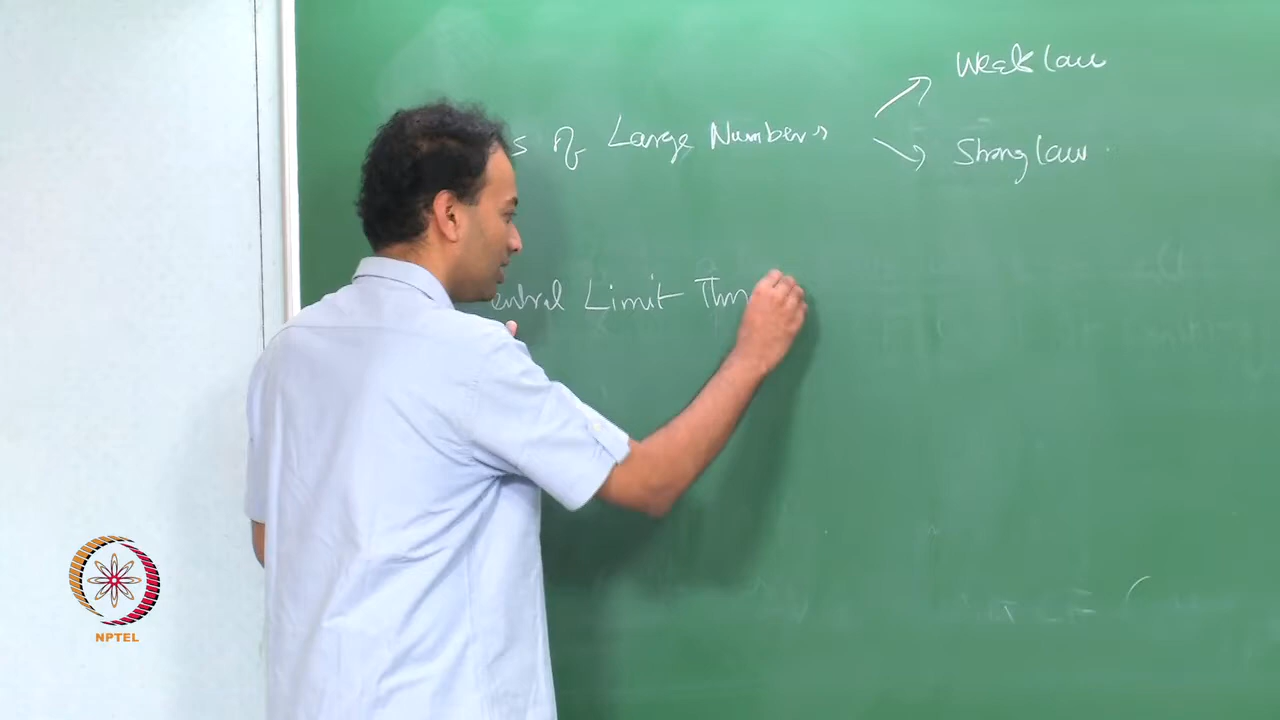 s of Large Numbers
Weak law
Strong law
entral Limit Thm
NPTEL